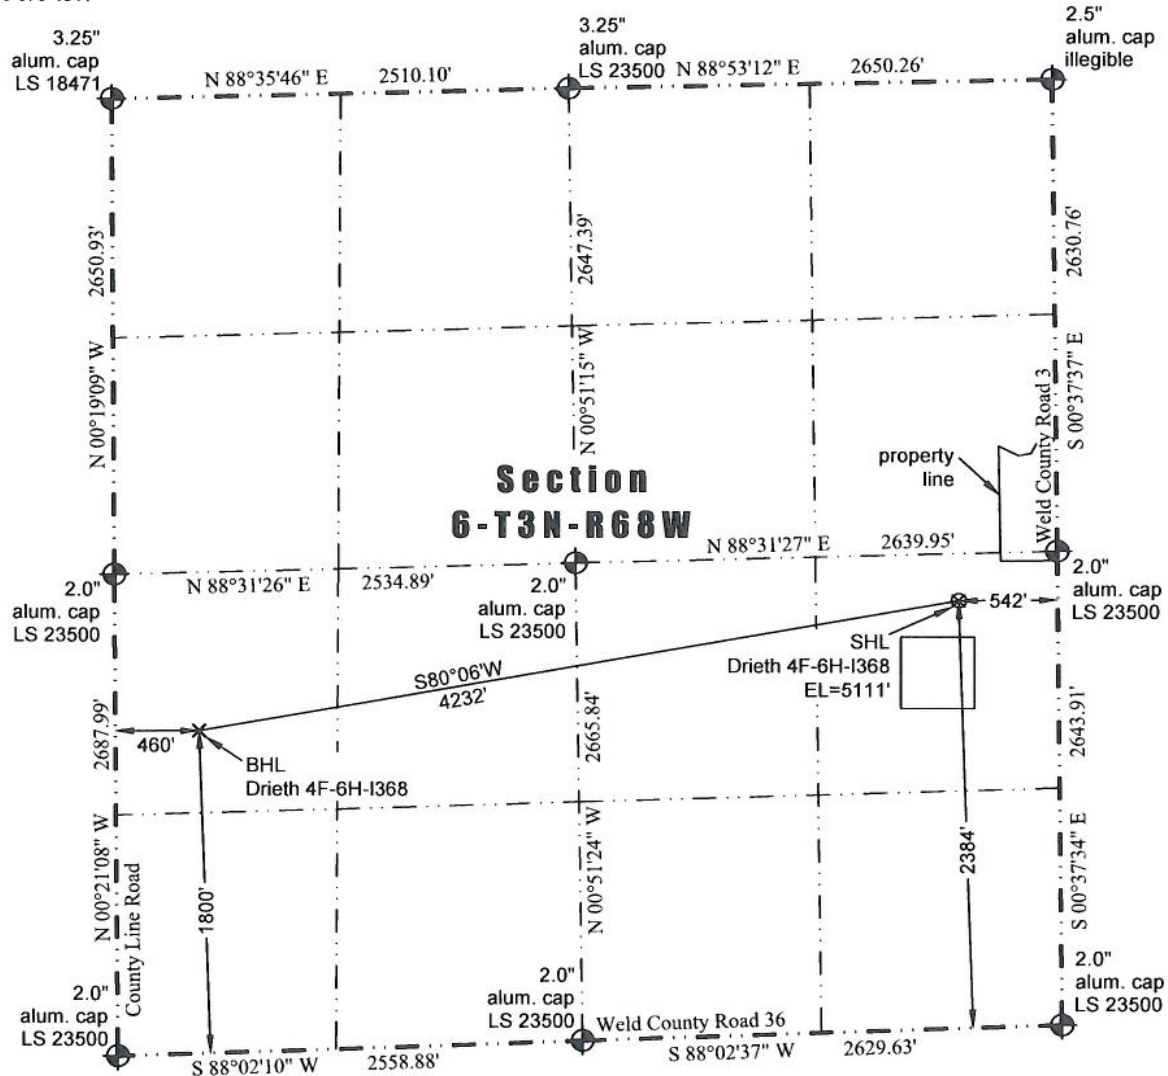 3.25"
alum. cap
LS 18471
N 88°35'46" E 2510.10'
3.25"
alum. cap
LS 23500
N 88°53'12" E 2650.26'
2.5"
alum. cap
illegible
2650.93'
N 00°19'09" W
2647.39'
N 00°51'15" W
2630.76'
S 00°37'37" E
Weld County Road 3
property
line
Section
6-T3N-R68W
N 88°31'27" E 2639.95'
2.0"
alum. cap
LS 23500
N 88°31'26" E 2534.89'
2.0"
alum. cap
LS 23500
2.0"
alum. cap
LS 23500
542'
SHL
Drieth 4F-6H-I368
EL=5111'
S80°06'W
4232'
460'
BHL
Drieth 4F-6H-I368
2687.99'
N 00°21'08" W
County Line Road
1800'
2665.84'
N 00°51'24" W
2384'
2643.91'
S 00°37'34" E
2.0"
alum. cap
LS 23500
S 88°02'10" W 2558.88'
2.0"
alum. cap
LS 23500
Weld County Road 36
S 88°02'37" W 2629.63'
2.0"
alum. cap
LS 23500